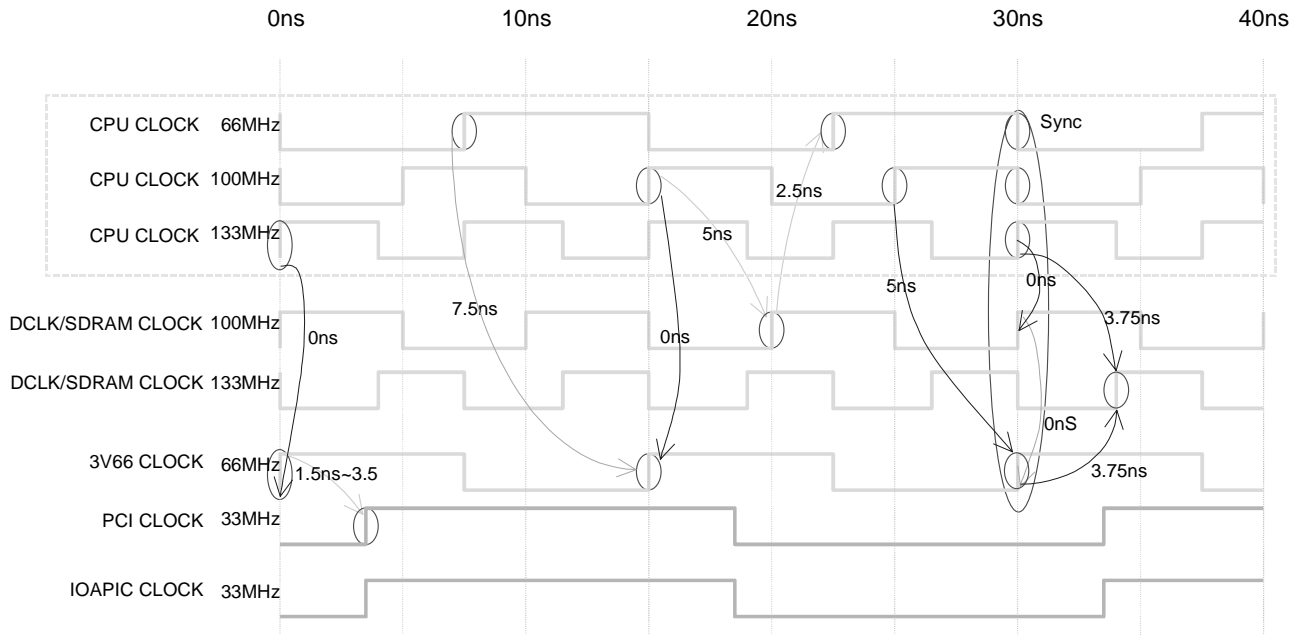 0ns 10ns 20ns 30ns 40ns
CPU CLOCK 66MHz
Sync
CPU CLOCK 100MHz
2.5ns
CPU CLOCK 133MHz
5ns
0ns
5ns
7.5ns
DCLK/SDRAM CLOCK 100MHz
3.75ns
0ns
0ns
DCLK/SDRAM CLOCK 133MHz
0nS
3V66 CLOCK 66MHz
1.5ns~3.5
3.75ns
PCI CLOCK 33MHz
IOAPIC CLOCK 33MHz